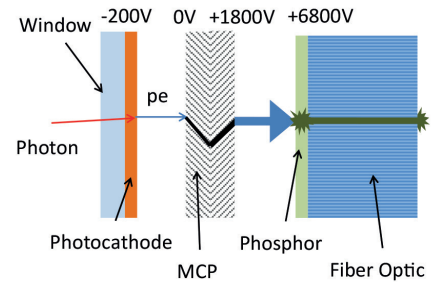 -200V 0V +1800V +6800V
Window
pe
Photon
Photocathode
MCP
Phosphor
Fiber Optic